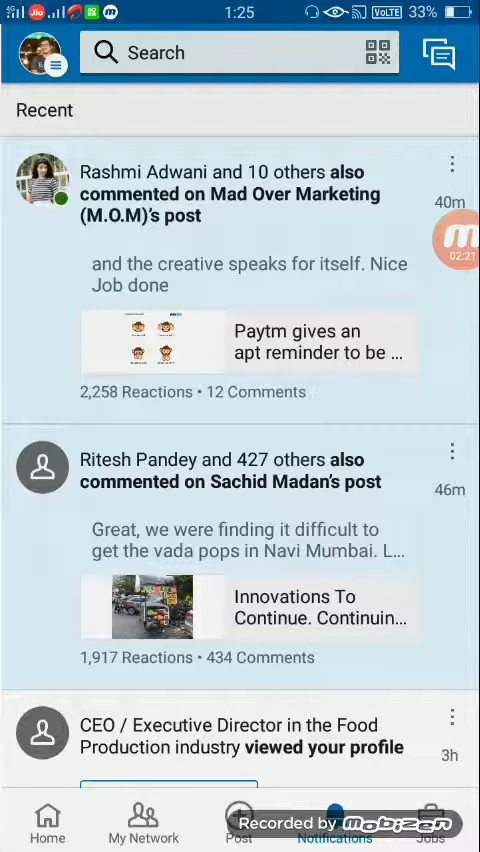 4G
Jio
1:25
VoLTE
33%
Search
Recent
Rashmi Adwani and 10 others also
commented on Mad Over Marketing
(M.O.M)'s post
40m
02:21
and the creative speaks for itself. Nice
Job done
Paytm gives an
apt reminder to be ...
2,258 Reactions • 12 Comments
Ritesh Pandey and 427 others also
commented on Sachid Madan's post
46m
Great, we were finding it difficult to
get the vada pops in Navi Mumbai. L...
Innovations To
Continue. Continuin...
1,917 Reactions • 434 Comments
CEO / Executive Director in the Food
Production industry viewed your profile
3h
Home
My Network
Post
Notifications
Jobs
Recorded by mobizen